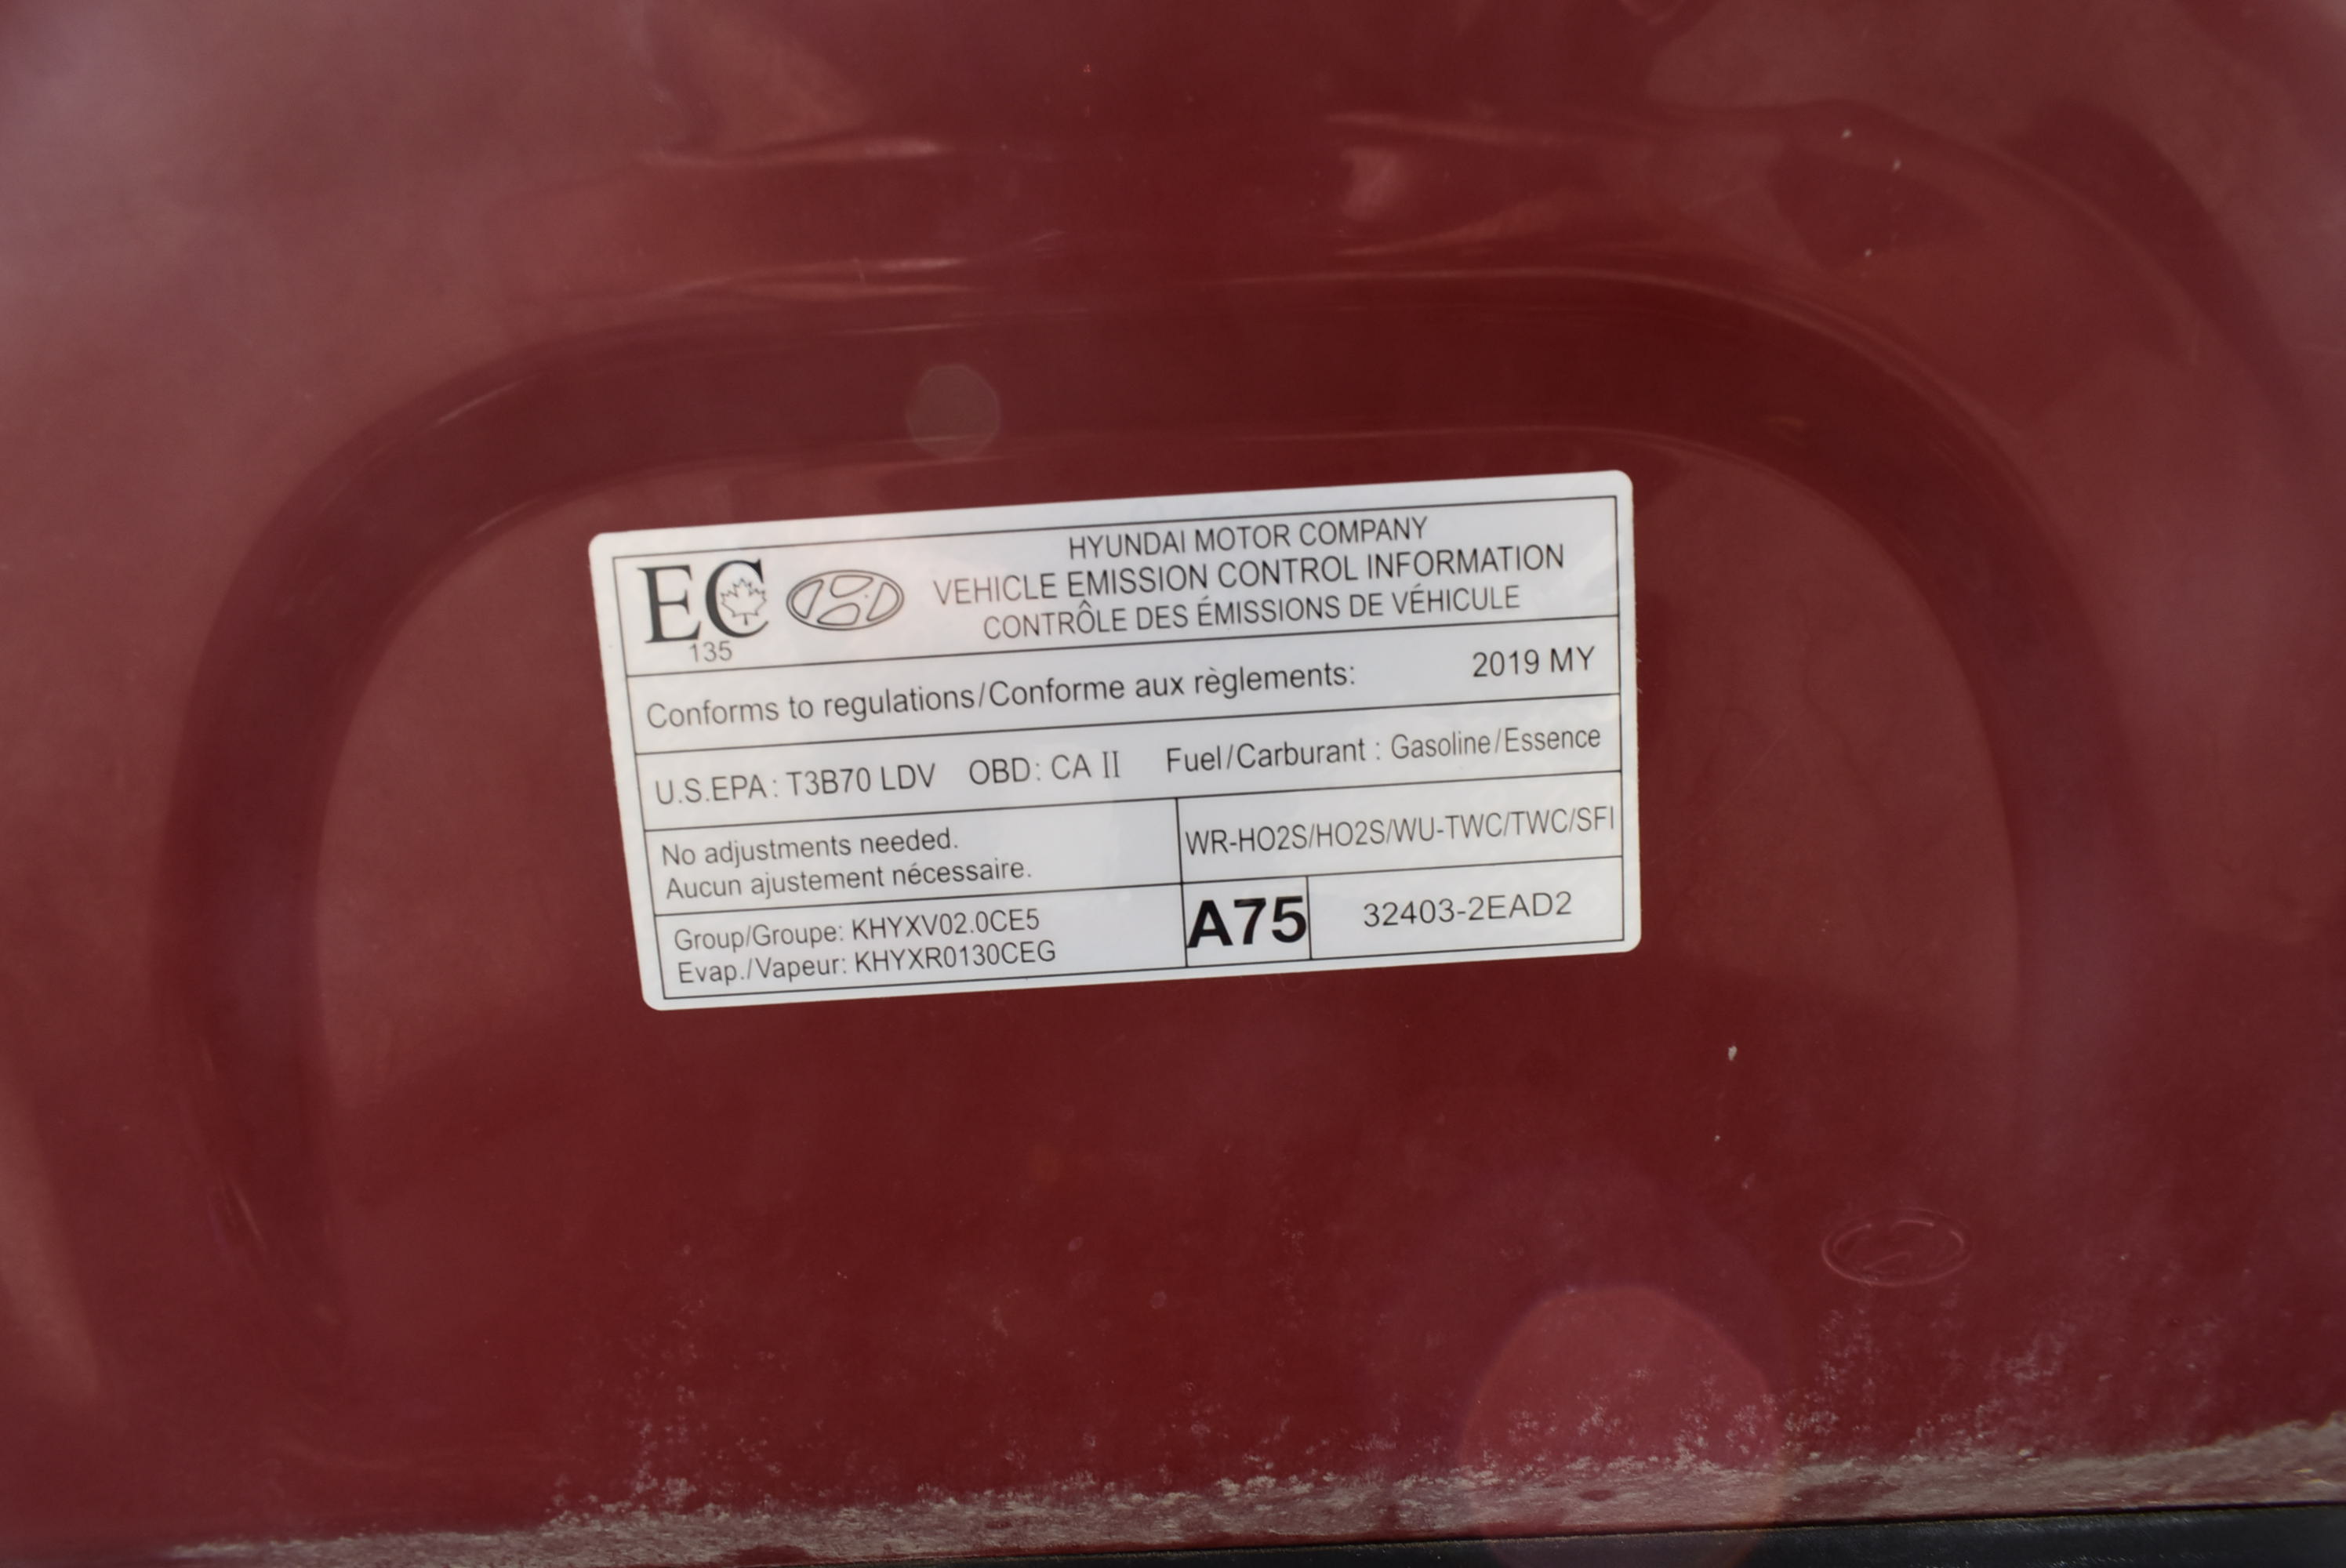 EC
135
HYUNDAI MOTOR COMPANY
VEHICLE EMISSION CONTROL INFORMATION
CONTRÔLE DES ÉMISSIONS DE VÉHICULE
Conforms to regulations/Conforme aux règlements: 2019 MY
U.S.EPA : T3B70 LDV OBD: CA II Fuel/Carburant : Gasoline/Essence
No adjustments needed.
Aucun ajustement nécessaire.
WR-HO2S/HO2S/WU-TWC/TWC/SFI
Group/Groupe: KHYXV02.0CE5
Evap./Vapeur: KHYXR0130CEG
A75
32403-2EAD2